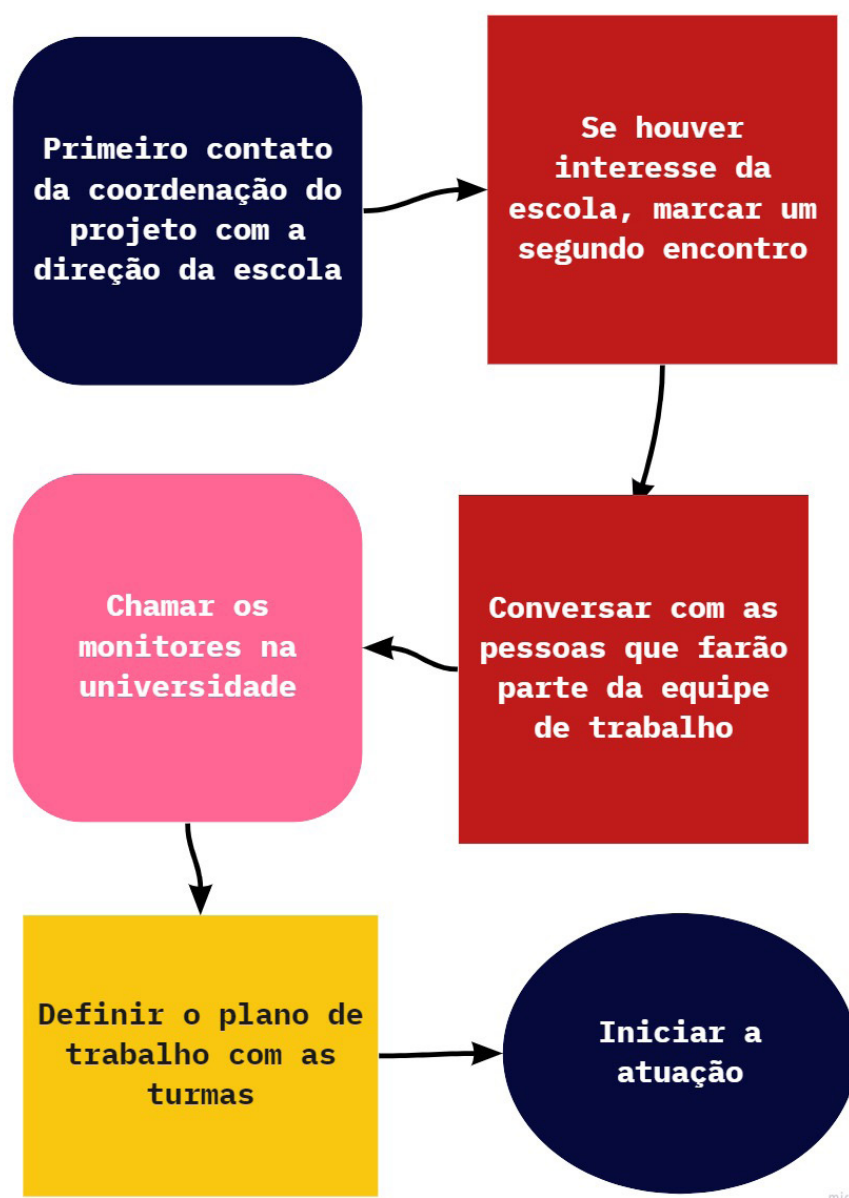 Primeiro contato
da coordenação do
projeto com a
direção da escola
Se houver
interesse da
escola, marcar um
segundo encontro
Conversar com as
pessoas que farão
parte da equipe
de trabalho
Chamar os
monitores na
universidade
Definir o plano de
trabalho com as
turmas
Iniciar a
atuação